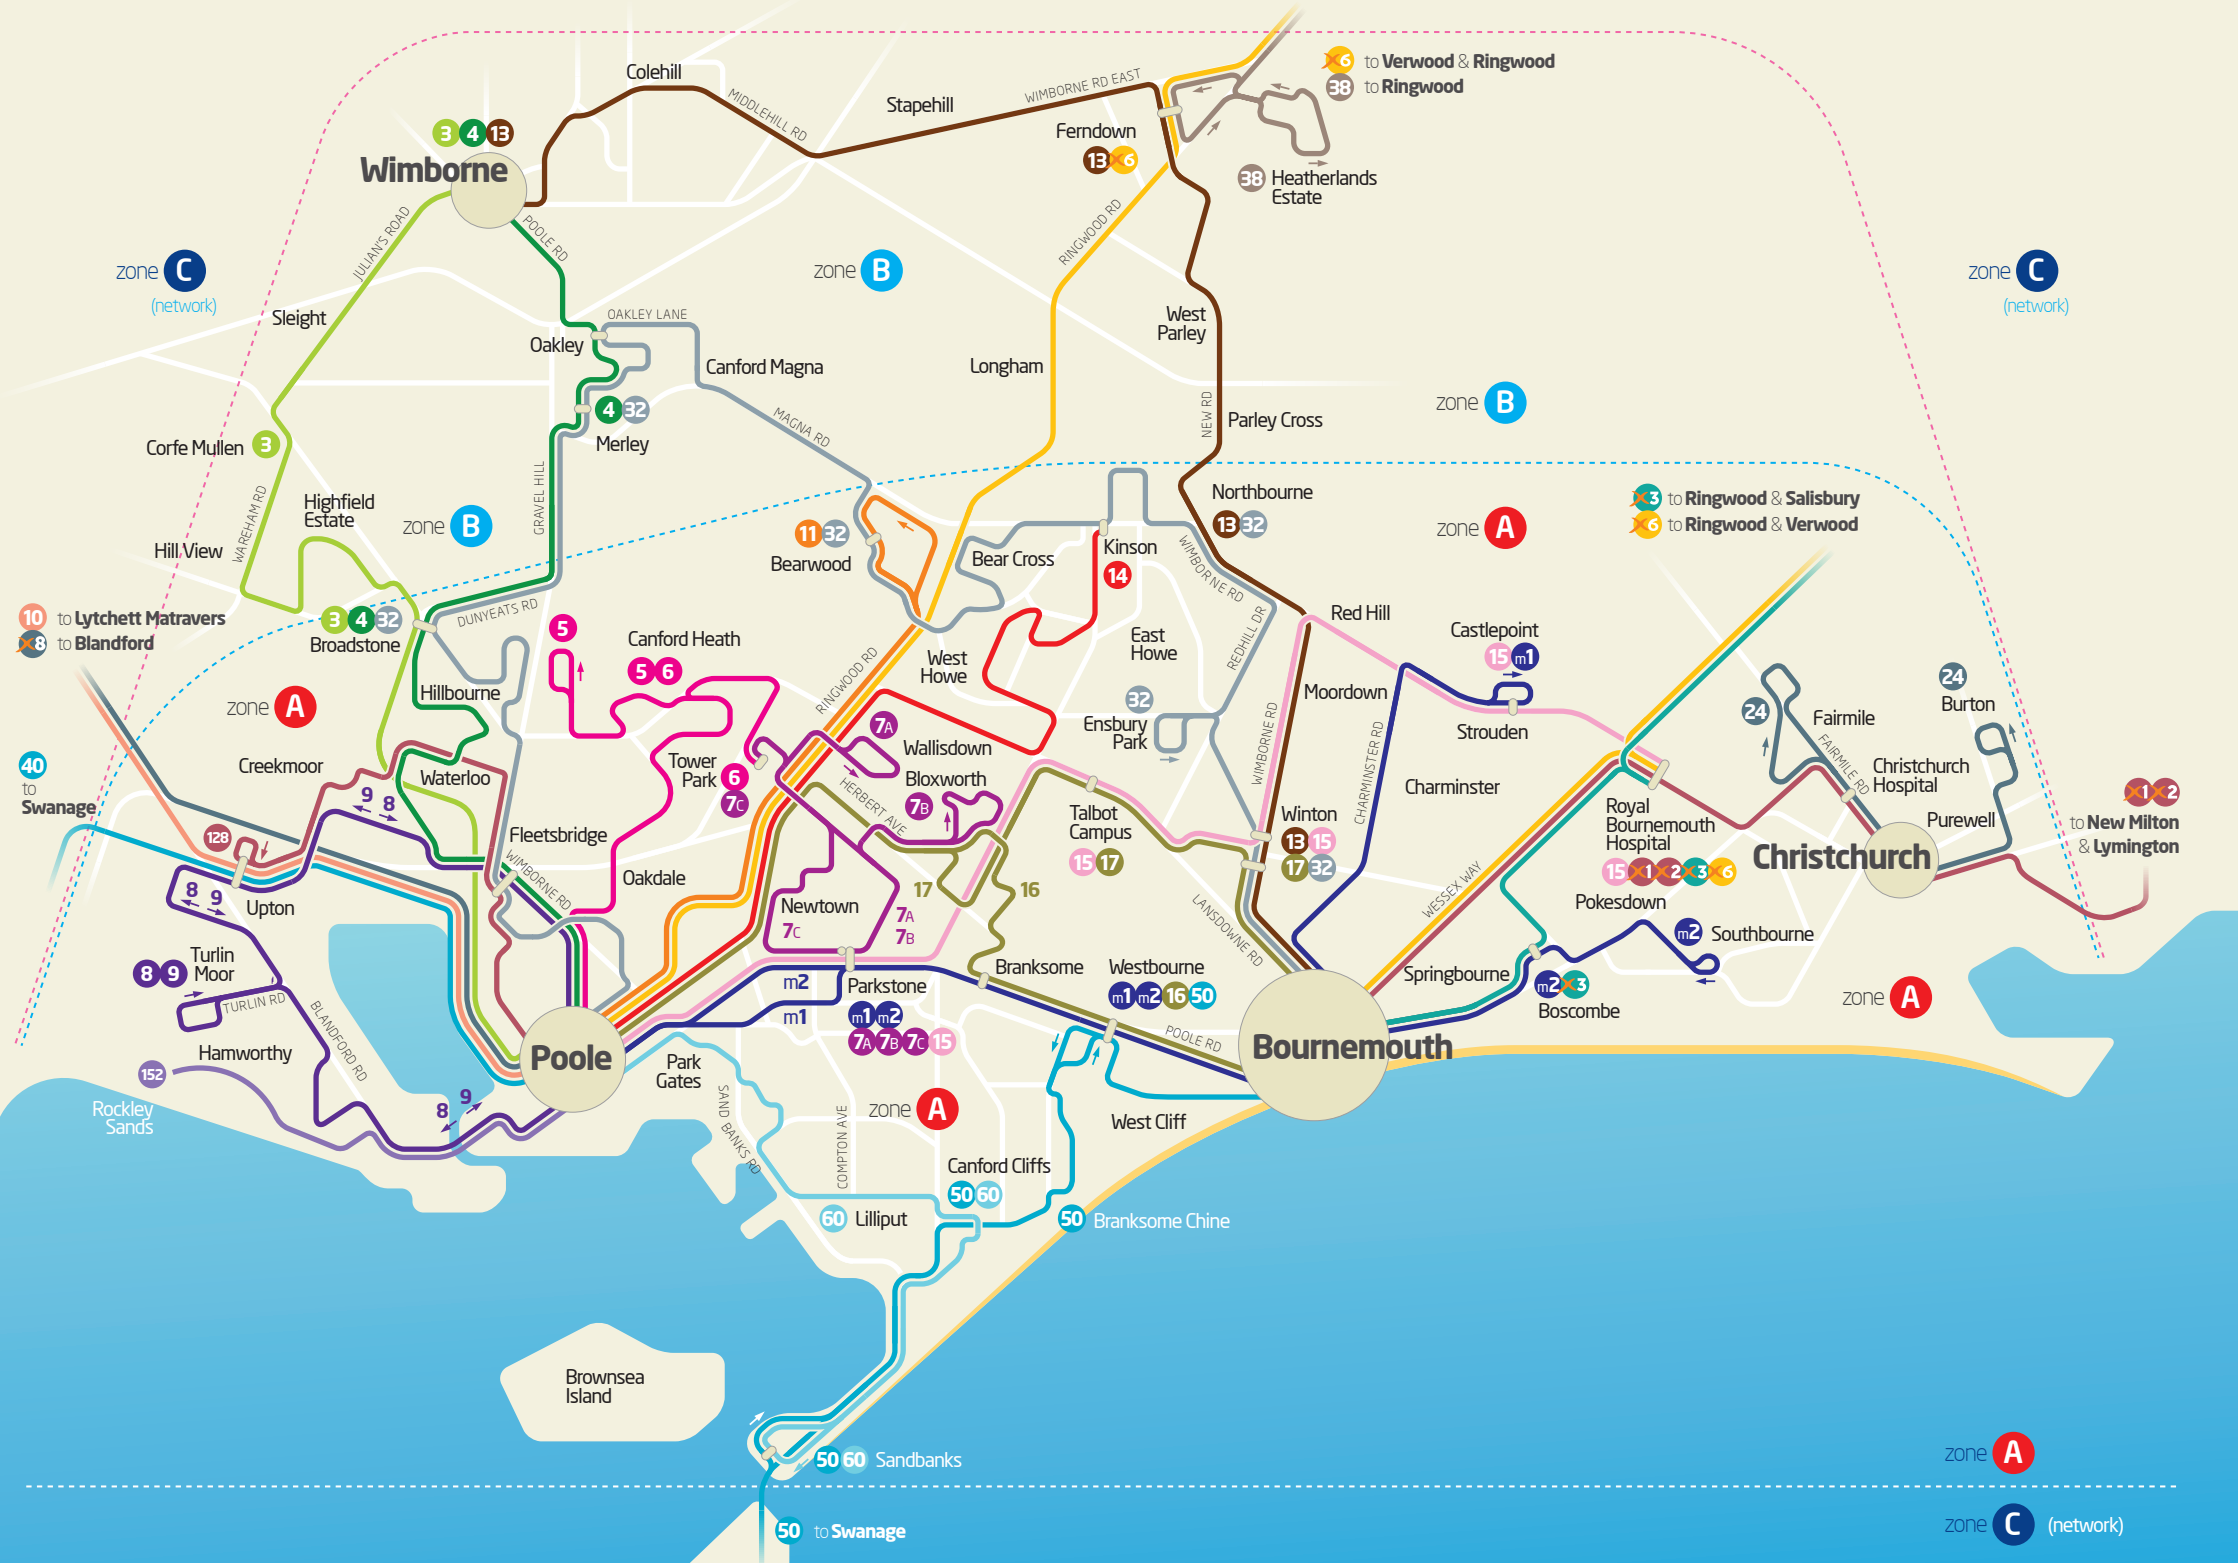 Colehill
MIDDLEHILL RD
Stapehill
WIMBORNE RD EAST
X6 to Verwood & Ringwood
38 to Ringwood
3 4 13
Wimborne
Ferndown
13 X6
38 Heatherlands
Estate
JULIAN'S ROAD
POOLE RD
RINGWOOD RD
zone C
(network)
zone B
zone C
(network)
Sleight
OAKLEY LANE
Oakley
Canford Magna
West
Parley
Longham
4 32
Merley
MAGNA RD
NEW RD
Parley Cross
zone B
Corfe Mullen 3
WAREHAM RD
Highfield
Estate
zone B
GRAVEL HILL
Hill View
11 32
Bearwood
Bear Cross
Kinson
14
Northbourne
13 32
WIMBORNE RD
zone A
X3 to Ringwood & Salisbury
X6 to Ringwood & Verwood
10 to Lytchett Matravers
X8 to Blandford
3 4 32
Broadstone
DUNYEATS RD
5
Canford Heath
5 6
RINGWOOD RD
West
Howe
East
Howe
REDHILL DR
Red Hill
Castlepoint
15 m1
zone A
Hillbourne
32
Ensbury
Park
Moordown
WIMBORNE RD
CHARMINSTER RD
Strouden
24
Fairmile
FAIRMILE RD
24
Burton
40
to
Swanage
Creekmoor
Waterloo
Tower
Park 6
7C
7A
Wallisdown
Bloxworth
7B
HERBERT AVE
Christchurch
Hospital
Charminster
9 8
128
Fleetsbridge
WIMBORNE RD
Talbot
Campus
15 17
Winton
13 15
17 32
Royal
Bournemouth
Hospital
15 X1 X2 X3 X6
Purewell
Christchurch
X1 X2
to New Milton
& Lymington
8 9
Upton
Oakdale
Newtown
7C
7A
7B
17
16
LANSDOWNE RD
WESSEX WAY
Pokesdown
m2 Southbourne
Turlin
Moor
8 9
TURLIN RD
BLANDFORD RD
m2
m1
Parkstone
m1 m2
7A 7B 7C 15
Branksome
Westbourne
m1 m2 16 50
POOLE RD
Springbourne
m2 X3
Boscombe
zone A
Hamworthy
152
Rockley
Sands
8 9
Poole
Park
Gates
Bournemouth
SAND BANKS RD
COMPTON AVE
zone A
West Cliff
Canford Cliffs
50 60
60 Lilliput
50 Branksome Chine
Brownsea
Island
50 60 Sandbanks
zone A
50 to Swanage
zone C (network)